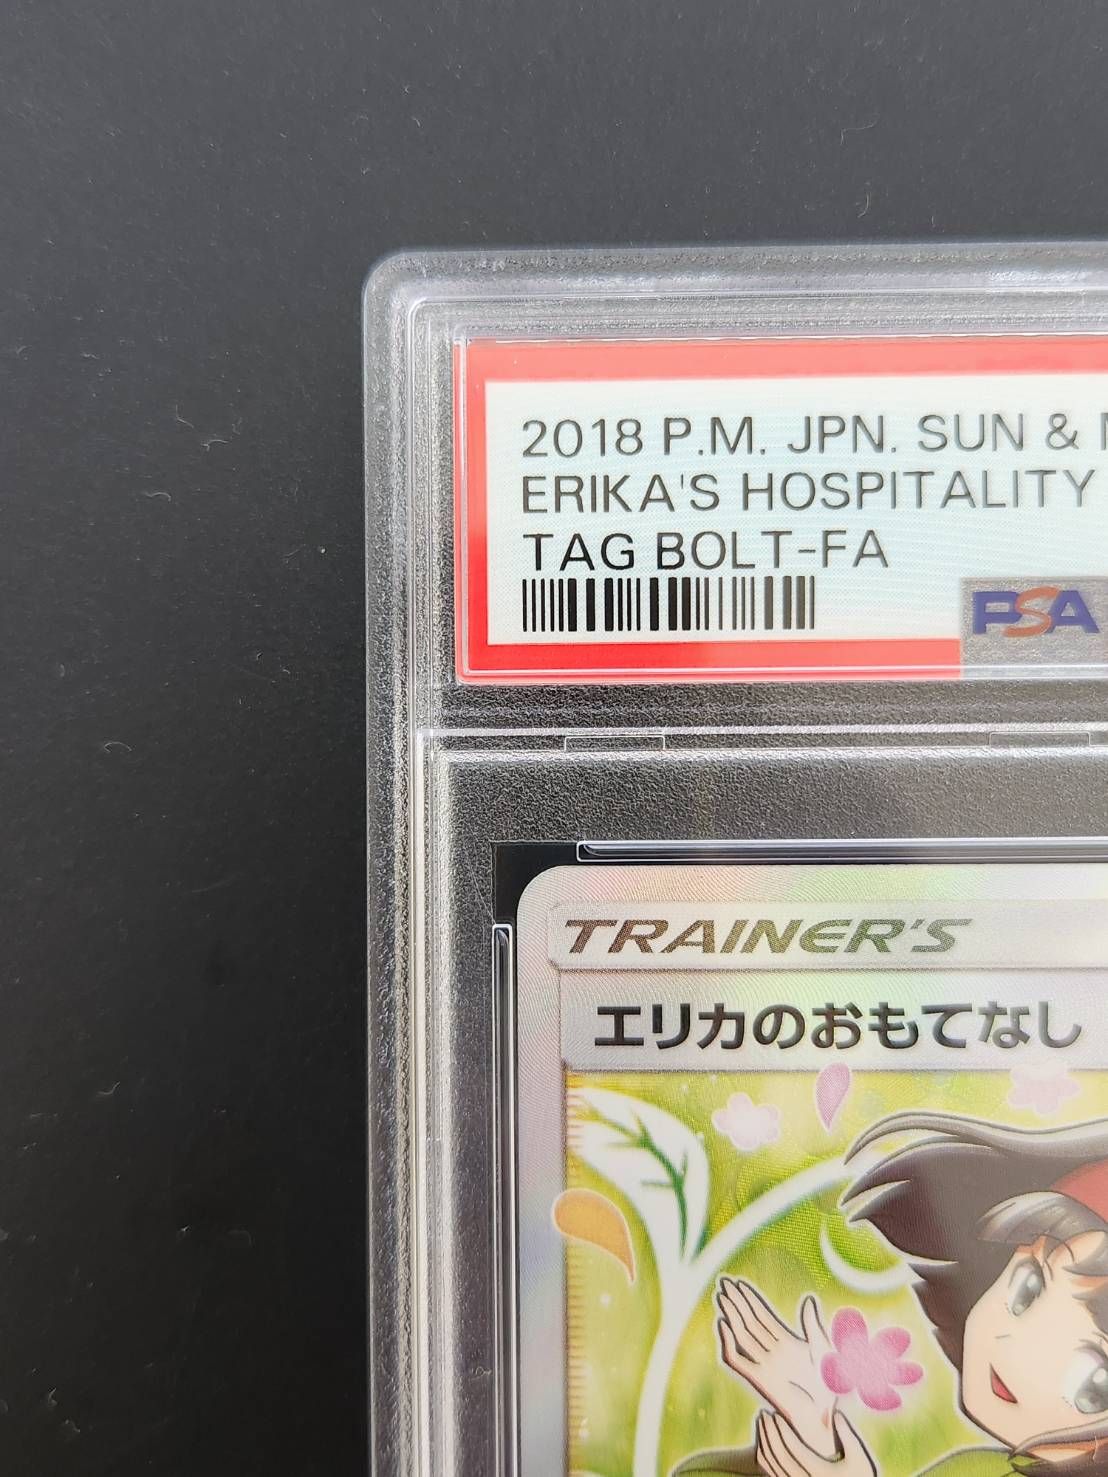 2018 P.M. JPN. SUN &
ERIKA'S HOSPITALITY
TAG BOLT-FA
PSA
TRAINER'S
エリカのおもてなし